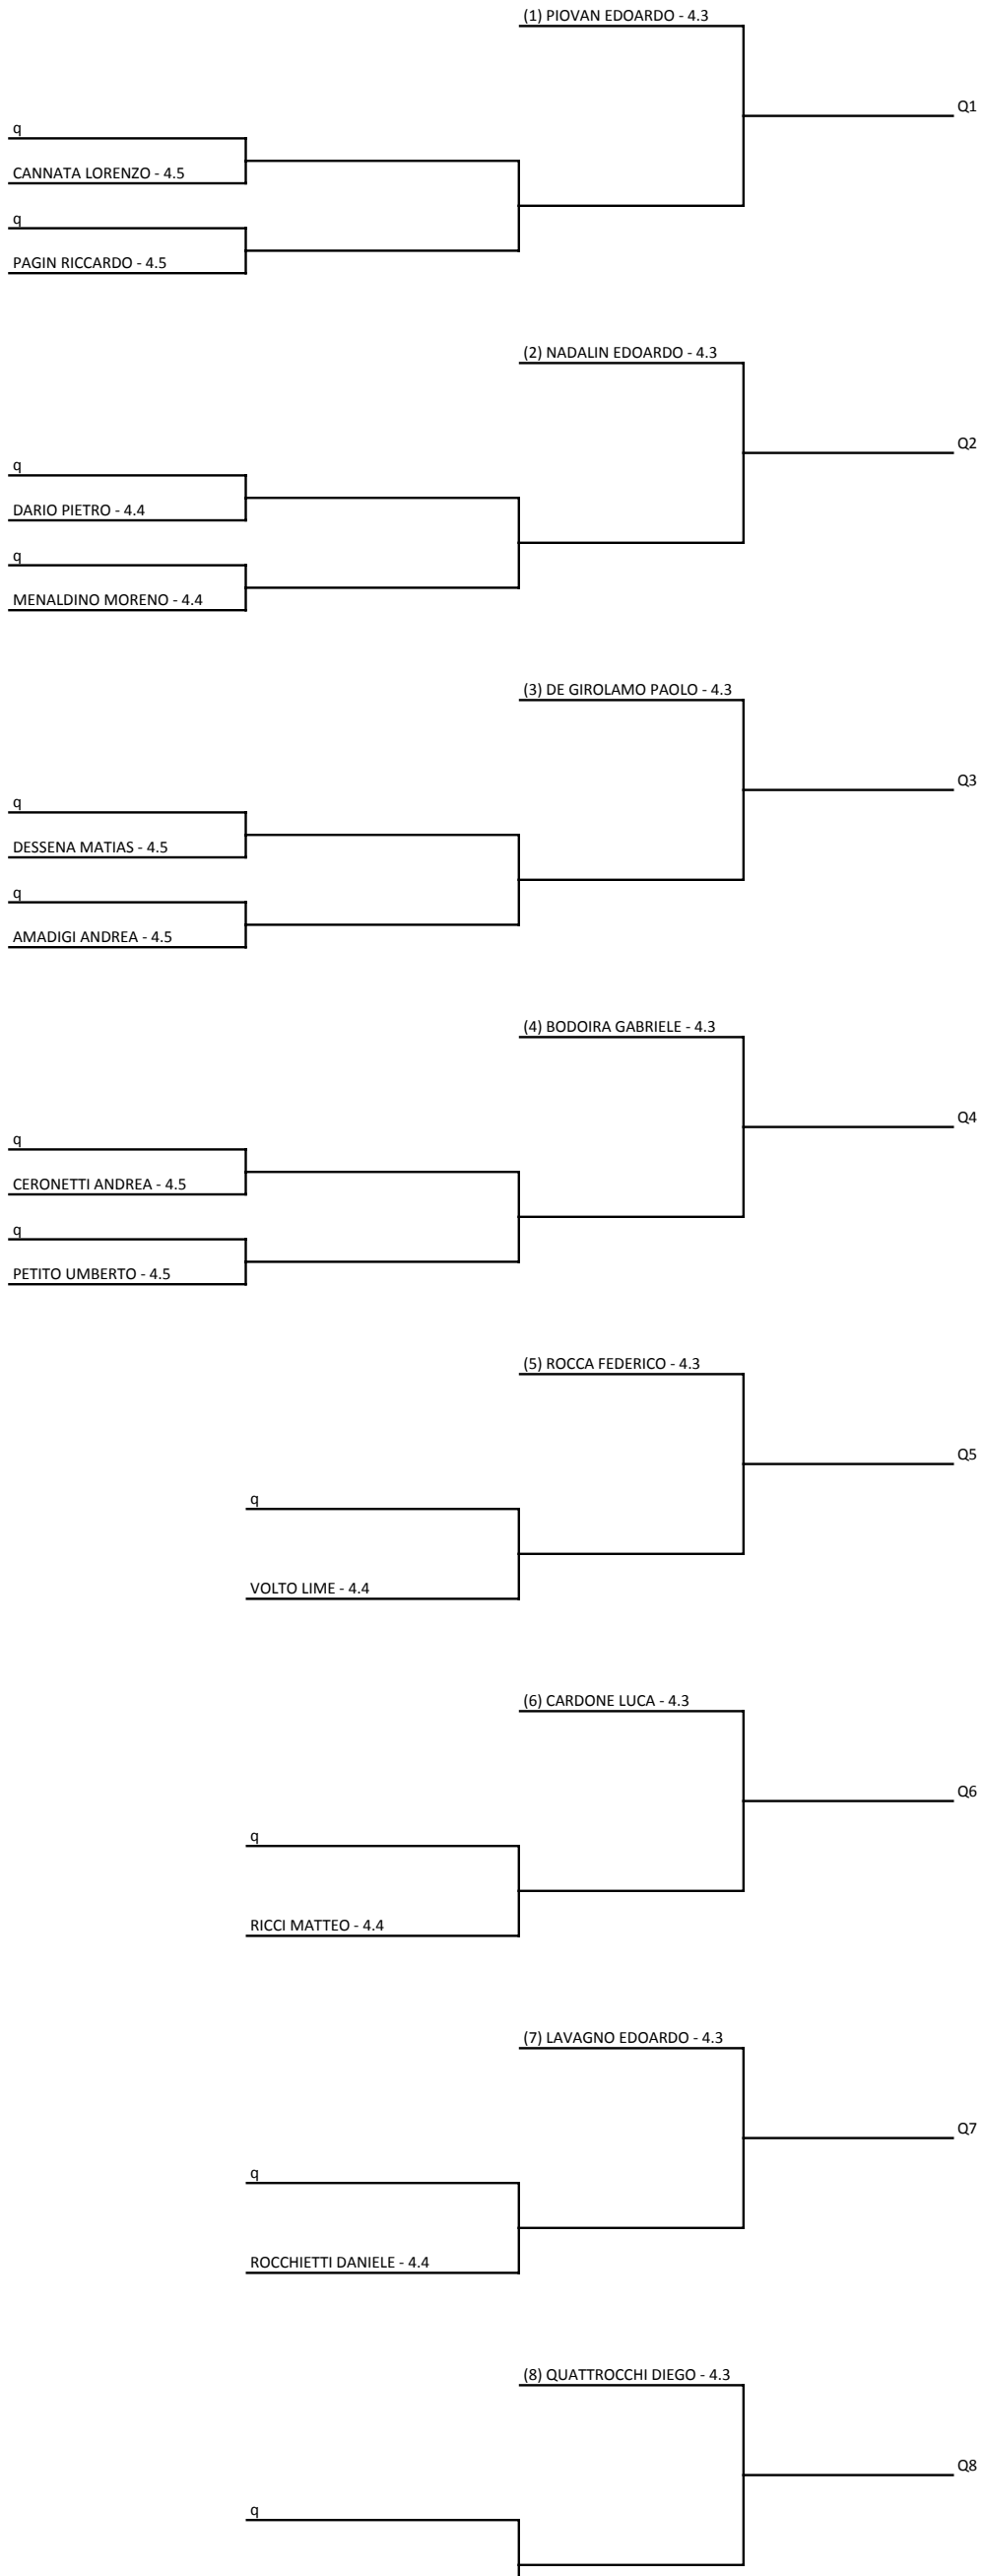 (1) PIOVAN EDOARDO - 4.3
Q1
q
CANNATA LORENZO - 4.5
q
PAGIN RICCARDO - 4.5
(2) NADALIN EDOARDO - 4.3
Q2
q
DARIO PIETRO - 4.4
q
MENALDINO MORENO - 4.4
(3) DE GIROLAMO PAOLO - 4.3
Q3
q
DESSENA MATIAS - 4.5
q
AMADIGI ANDREA - 4.5
(4) BODOIRA GABRIELE - 4.3
Q4
q
CERONETTI ANDREA - 4.5
q
PETITO UMBERTO - 4.5
(5) ROCCA FEDERICO - 4.3
Q5
q
VOLTO LIME - 4.4
(6) CARDONE LUCA - 4.3
Q6
q
RICCI MATTEO - 4.4
(7) LAVAGNO EDOARDO - 4.3
Q7
q
ROCCHIETTI DANIELE - 4.4
(8) QUATTROCCHI DIEGO - 4.3
Q8
q